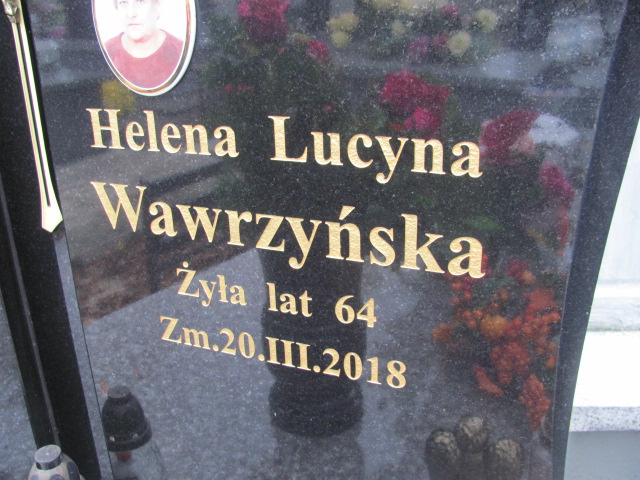 Helena Lucyna
Wawrzyńska
Żyła lat 64
Zm.20.III.2018